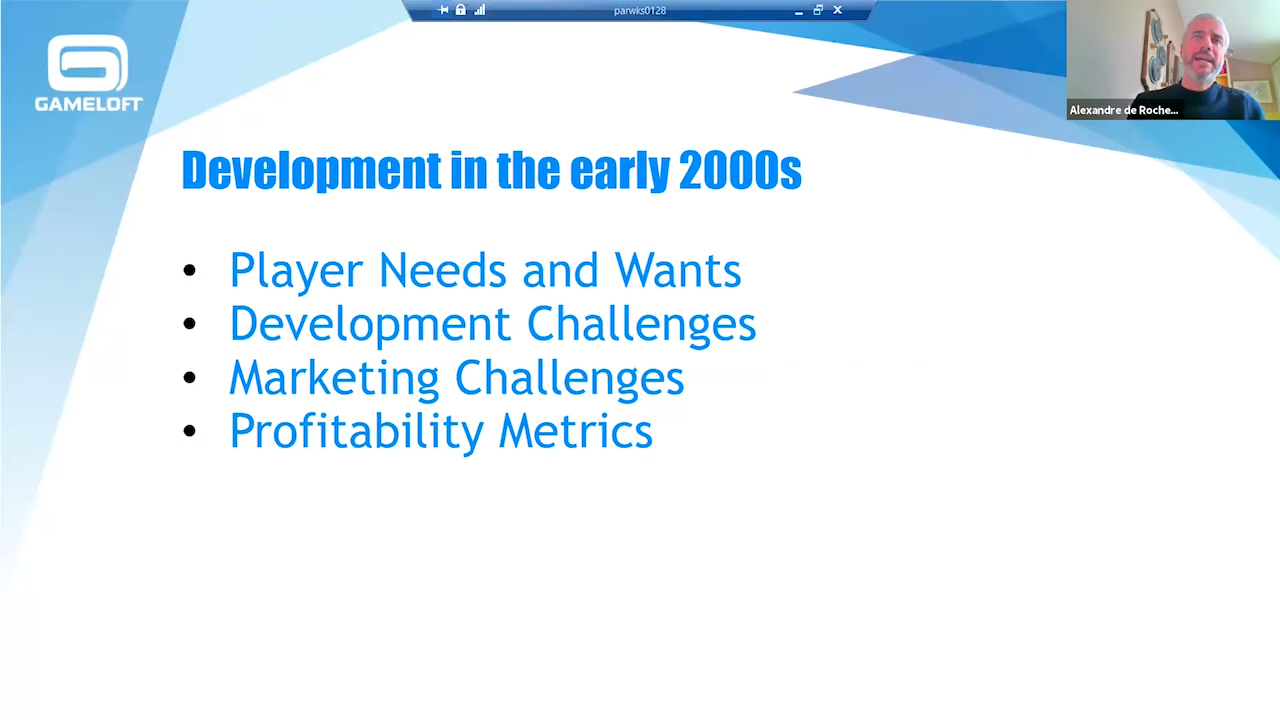 parwks0128
GAMELOFT
Alexandre de Roche...
Development in the early 2000s
• Player Needs and Wants
• Development Challenges
• Marketing Challenges
• Profitability Metrics